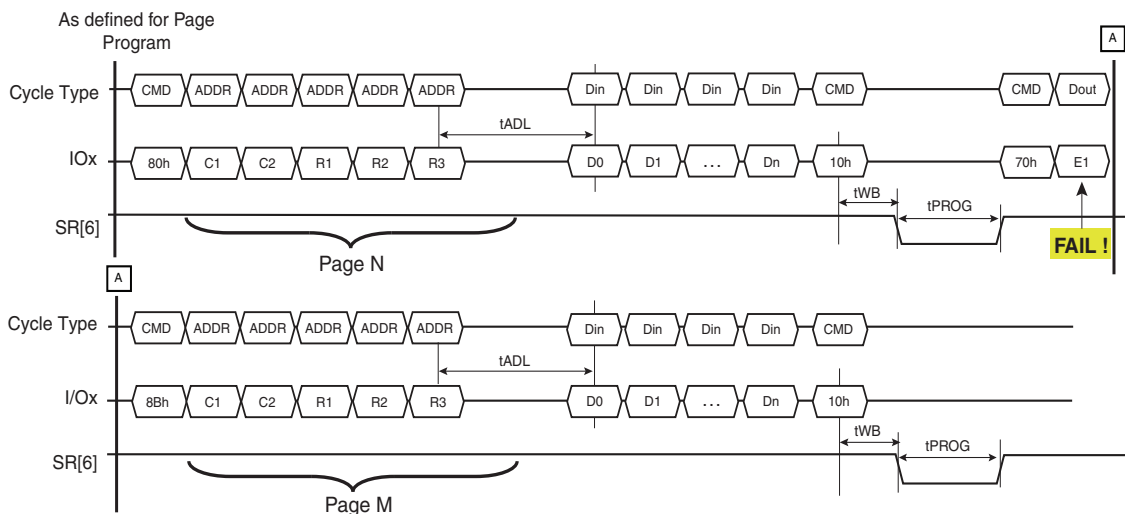 As defined for Page
Program
A
Cycle Type CMD ADDR ADDR ADDR ADDR ADDR Din Din Din Din CMD CMD Dout
tADL
IOx 80h C1 C2 R1 R2 R3 D0 D1 ... Dn 10h 70h E1
tWB tPROG
SR[6]
FAIL !
Page N
A
Cycle Type CMD ADDR ADDR ADDR ADDR ADDR Din Din Din Din CMD
tADL
I/Ox 8Bh C1 C2 R1 R2 R3 D0 D1 ... Dn 10h
tWB tPROG
SR[6]
Page M